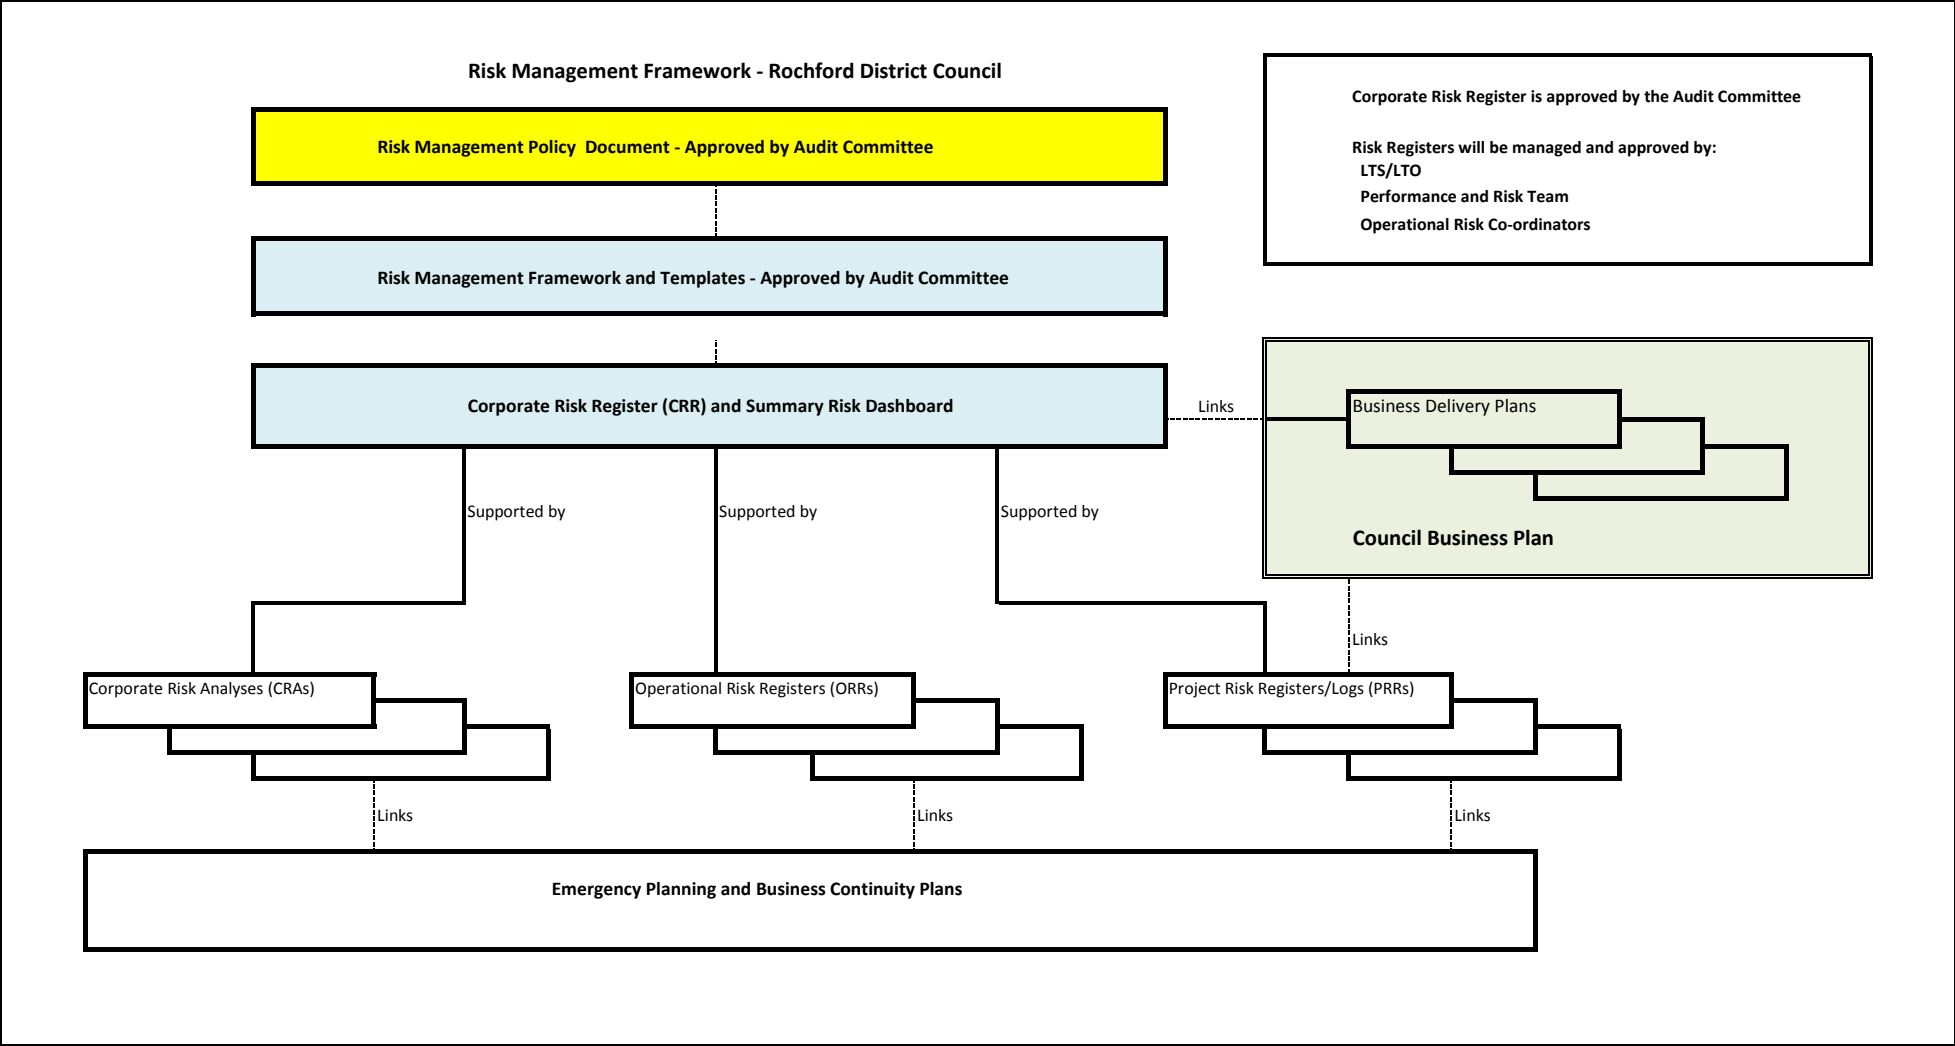 Risk Management Framework - Rochford District Council
Corporate Risk Register is approved by the Audit Committee
Risk Registers will be managed and approved by:
LTS/LTO
Performance and Risk Team
Operational Risk Co-ordinators
Risk Management Policy  Document - Approved by Audit Committee
Risk Management Framework and Templates - Approved by Audit Committee
Corporate Risk Register (CRR) and Summary Risk Dashboard
Links
Business Delivery Plans
Council Business Plan
Supported by
Supported by
Supported by
Links
Corporate Risk Analyses (CRAs)
Operational Risk Registers (ORRs)
Project Risk Registers/Logs (PRRs)
Links
Links
Links
Emergency Planning and Business Continuity Plans